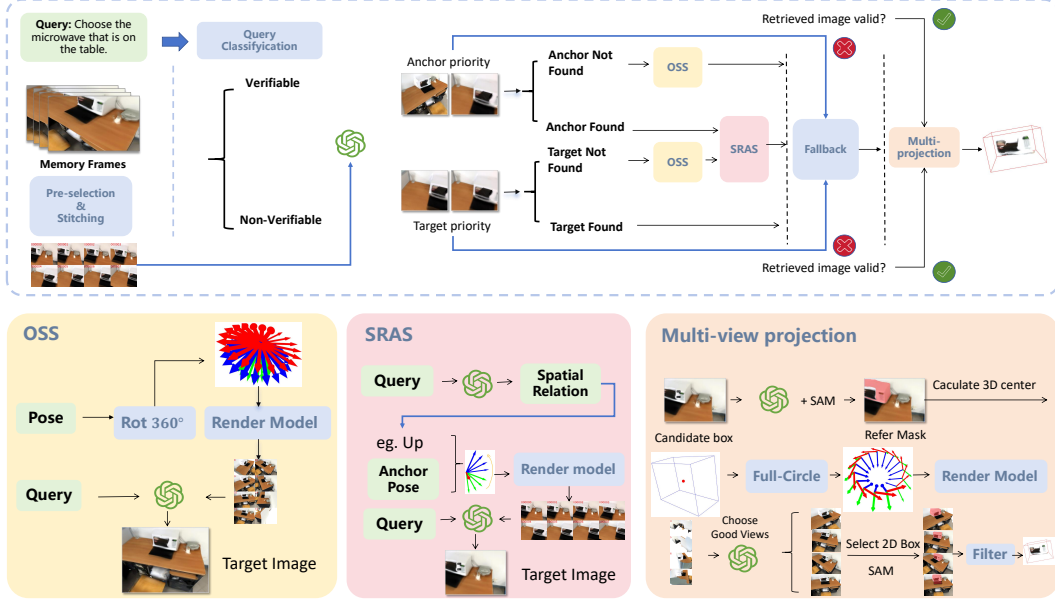 Query: Choose the
microwave that is on
the table.
Query
Classifyication
Memory Frames
Pre-selection
&
Stitching
Verifiable
Non-Verifiable
Anchor priority
Target priority
Anchor Not
Found
OSS
Anchor Found
Target Not
Found
OSS
Target Found
SRAS
Fallback
Retrieved image valid?
Multi-
projection
Retrieved image valid?
OSS
Pose
Rot 360°
Render Model
Query
Target Image
SRAS
Query
Spatial
Relation
eg. Up
Anchor
Pose
Render model
Query
Target Image
Multi-view projection
Candidate box
+ SAM
Refer Mask
Caculate 3D center
Full-Circle
Render Model
Choose
Good Views
Select 2D Box
SAM
Filter